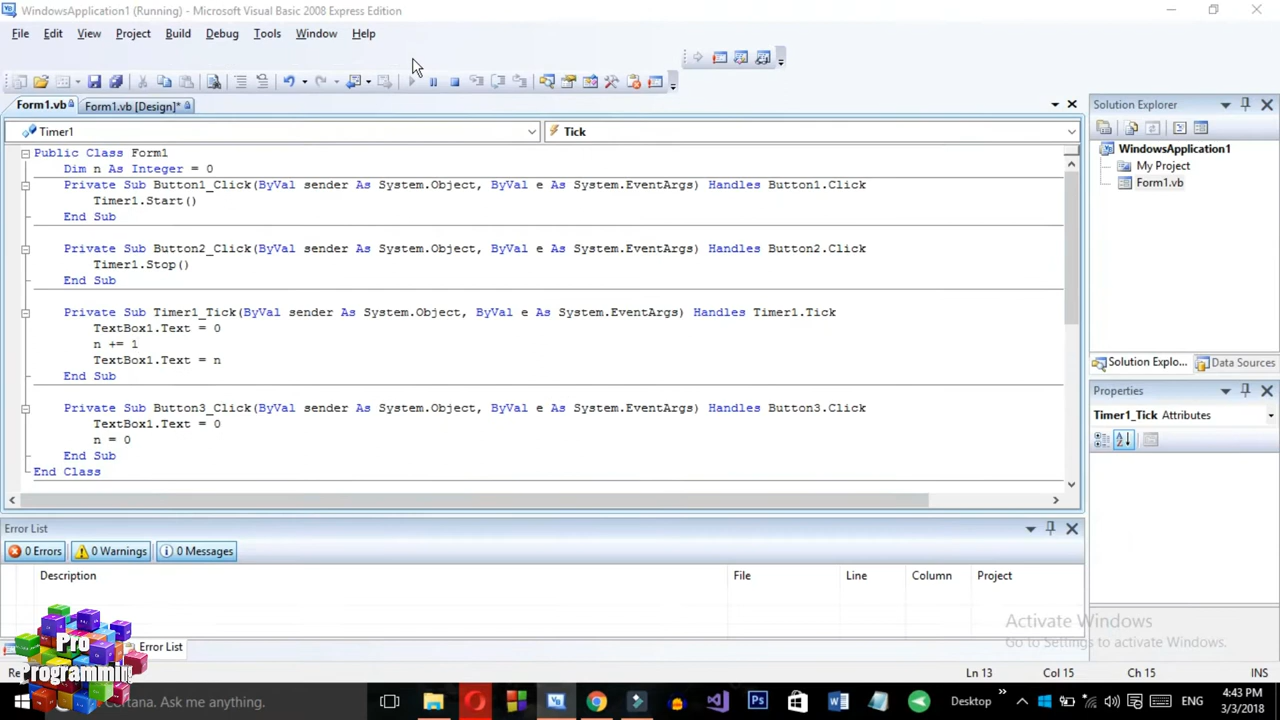 WindowsApplication1 (Running) - Microsoft Visual Basic 2008 Express Edition
File Edit View Project Build Debug Tools Window Help
Form1.vb Form1.vb [Design]*
Timer1 Tick
Public Class Form1
Dim n As Integer = 0
Private Sub Button1_Click(ByVal sender As System.Object, ByVal e As System.EventArgs) Handles Button1.Click
Timer1.Start()
End Sub
Private Sub Button2_Click(ByVal sender As System.Object, ByVal e As System.EventArgs) Handles Button2.Click
Timer1.Stop()
End Sub
Private Sub Timer1_Tick(ByVal sender As System.Object, ByVal e As System.EventArgs) Handles Timer1.Tick
TextBox1.Text = 0
n += 1
TextBox1.Text = n
End Sub
Private Sub Button3_Click(ByVal sender As System.Object, ByVal e As System.EventArgs) Handles Button3.Click
TextBox1.Text = 0
n = 0
End Sub
End Class
Solution Explorer
WindowsApplication1
My Project
Form1.vb
Solution Explo... Data Sources
Properties
Timer1_Tick Attributes
Error List
0 Errors 0 Warnings 0 Messages
Description File Line Column Project
Activate Windows
Go to Settings to activate Windows.
Error List
Pro
Programming
Ln 13 Col 15 Ch 15 INS
Cortana. Ask me anything.
Desktop
ENG
4:43 PM
3/3/2018